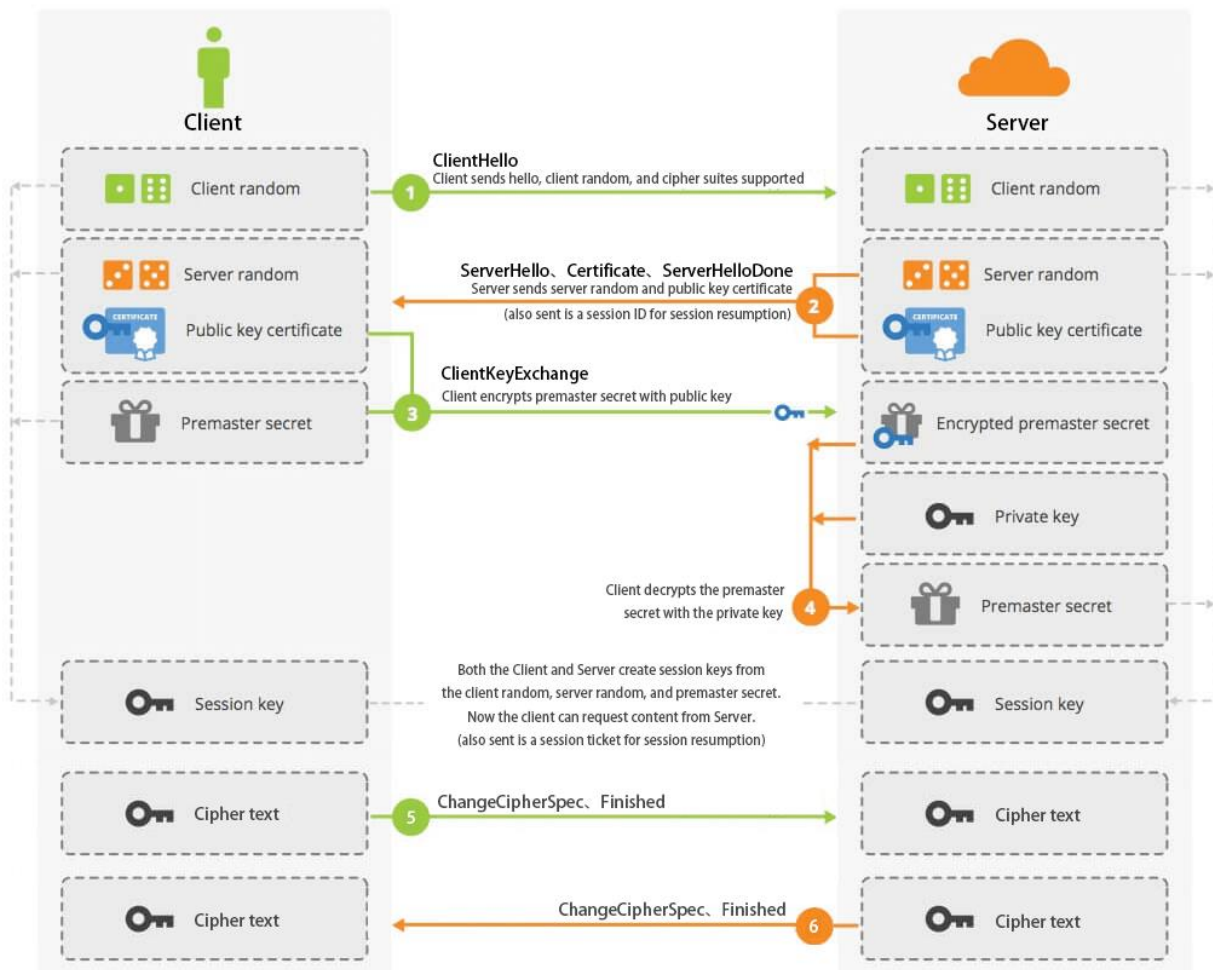 Client
Server
ClientHello
Client sends hello, client random, and cipher suites supported
Client random
1
Client random
Server random
ServerHello、Certificate、ServerHelloDone
Server sends server random and public key certificate
(also sent is a session ID for session resumption)
2
Server random
CERTIFICATE
Public key certificate
CERTIFICATE
Public key certificate
ClientKeyExchange
Client encrypts premaster secret with public key
Premaster secret
3
Encrypted premaster secret
Private key
Client decrypts the premaster
secret with the private key
4
Premaster secret
Both the Client and Server create session keys from
the client random, server random, and premaster secret.
Now the client can request content from Server.
(also sent is a session ticket for session resumption)
Session key
Session key
Cipher text
5
ChangeCipherSpec、Finished
Cipher text
Cipher text
ChangeCipherSpec、Finished
6
Cipher text